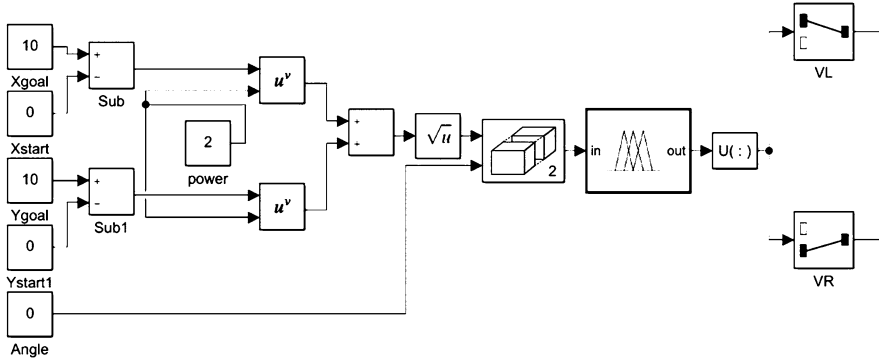 10
+
−
Xgoal
Sub
0
Xstart
10
+
−
Ygoal
Sub1
0
Ystart1
0
Angle
2
power
u^v
u^v
+
+
√u
2
in
out
U( : )
VL
VR